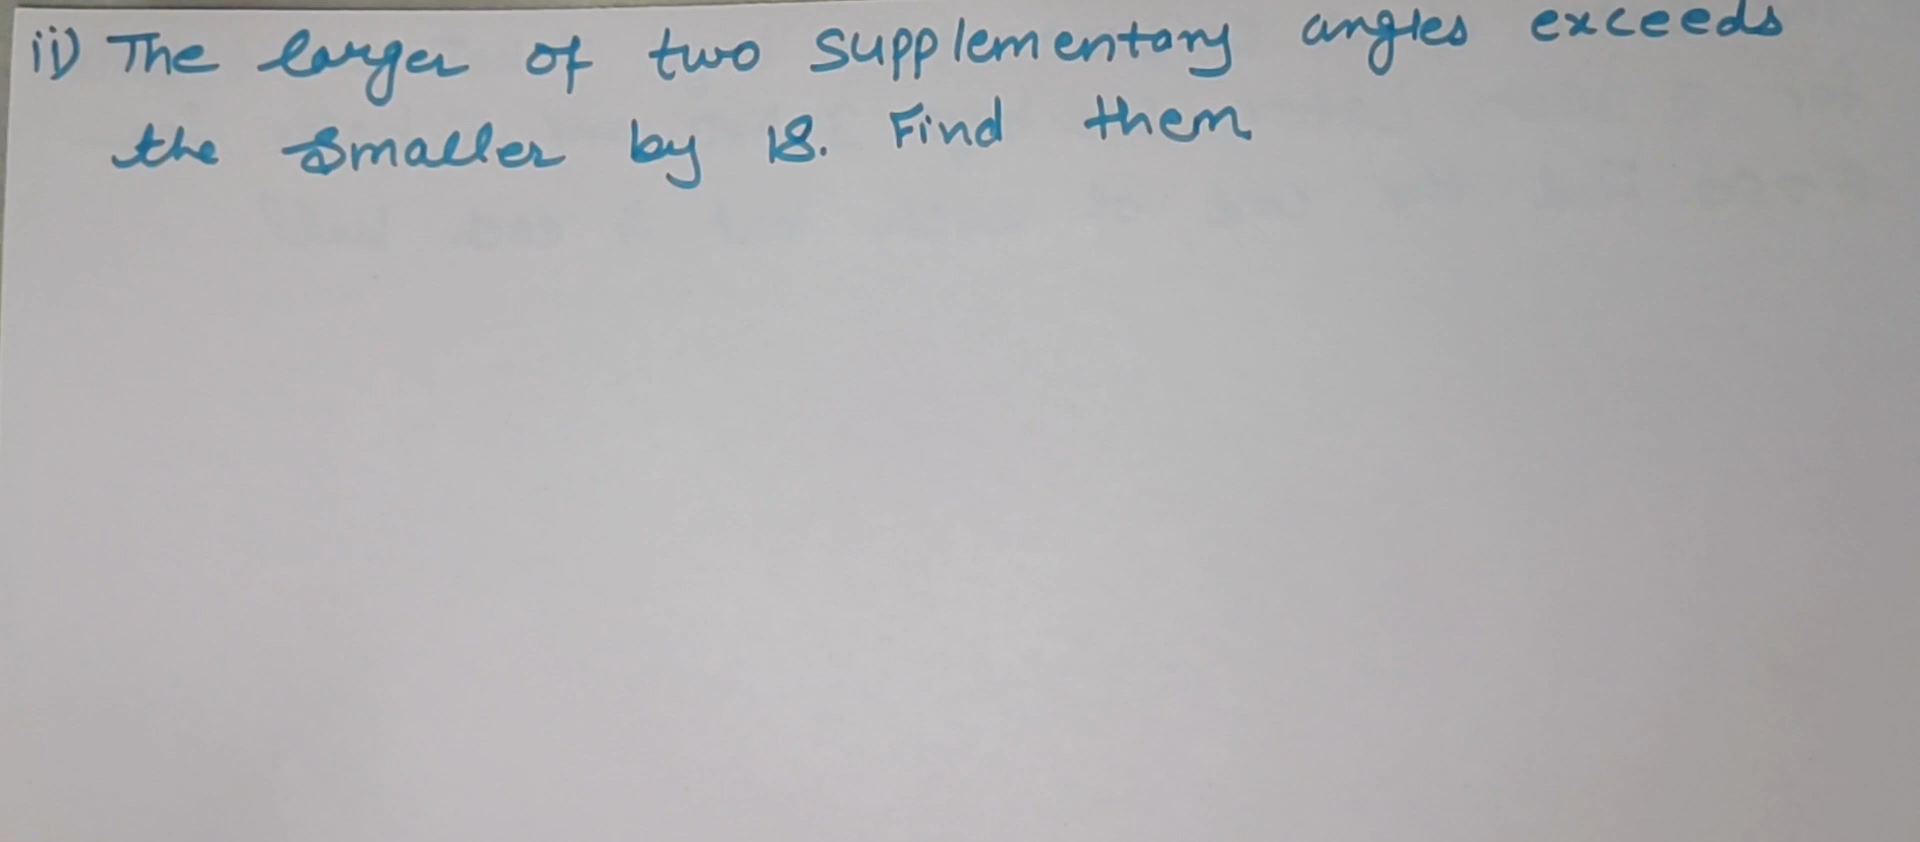 ii) The larger of two supplementary angles exceeds
the smaller by 18. Find them